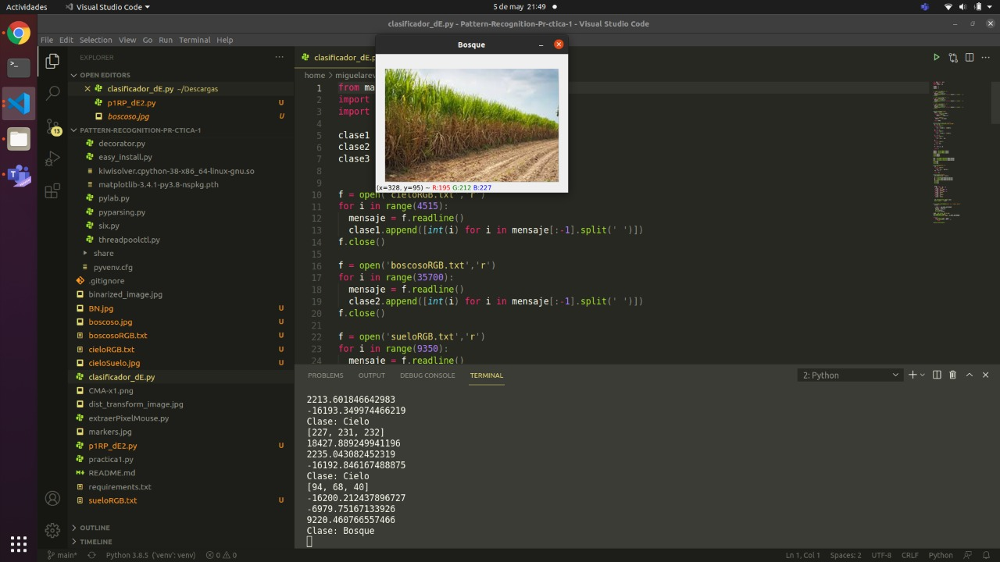 Actividades
Visual Studio Code
5 de may 21:49
clasificador_dE.py - Pattern-Recognition-Pr-ctica-1 - Visual Studio Code
File Edit Selection View Go Run Terminal Help
EXPLORER
OPEN EDITORS
clasificador_dE.py ~/Descargas
p1RP_dE2.py U
boscoso.jpg U
13
PATTERN-RECOGNITION-PR-CTICA-1
decorator.py
easy_install.py
kiwisolver.cpython-38-x86_64-linux-gnu.so
matplotlib-3.4.1-py3.8-nspkg.pth
pylab.py
pyparsing.py
six.py
threadpoolctl.py
share
pyvenv.cfg
.gitignore
binarized_image.jpg
BN.jpg U
boscoso.jpg U
boscosoRGB.txt U
cieloRGB.txt U
cieloSuelo.jpg U
clasificador_dE.py
CMA-x1.png
dist_transform_image.jpg
extraerPixelMouse.py
markers.jpg
p1RP_dE2.py U
practica1.py
README.md
requirements.txt
sueloRGB.txt U
OUTLINE
TIMELINE
clasificador_dE.p
home > miguelarev
Bosque
(x=328, y=95) ~ R:195 G:212 B:227
1 from ma
2 import
3 import
4
5 clase1
6 clase2
7 clase3
8
9
10 f = open('cieloRGB.txt','r')
11 for i in range(4515):
12 mensaje = f.readline()
13 clase1.append([int(i) for i in mensaje[:-1].split(' ')])
14 f.close()
15
16 f = open('boscosoRGB.txt','r')
17 for i in range(35700):
18 mensaje = f.readline()
19 clase2.append([int(i) for i in mensaje[:-1].split(' ')])
20 f.close()
21
22 f = open('sueloRGB.txt','r')
23 for i in range(9350):
24 mensaje = f.readline()
PROBLEMS OUTPUT DEBUG CONSOLE TERMINAL
2: Python
2213.601846642983
-16193.349974466219
Clase: Cielo
[227, 231, 232]
18427.889249941196
2235.043082452319
-16192.846167488875
Clase: Cielo
[94, 68, 40]
-16200.212437896727
-6979.75167133926
9220.460766557466
Clase: Bosque
main* Python 3.8.5 ('venv': venv) 0 0
Ln 1, Col 1 Spaces: 2 UTF-8 CRLF Python